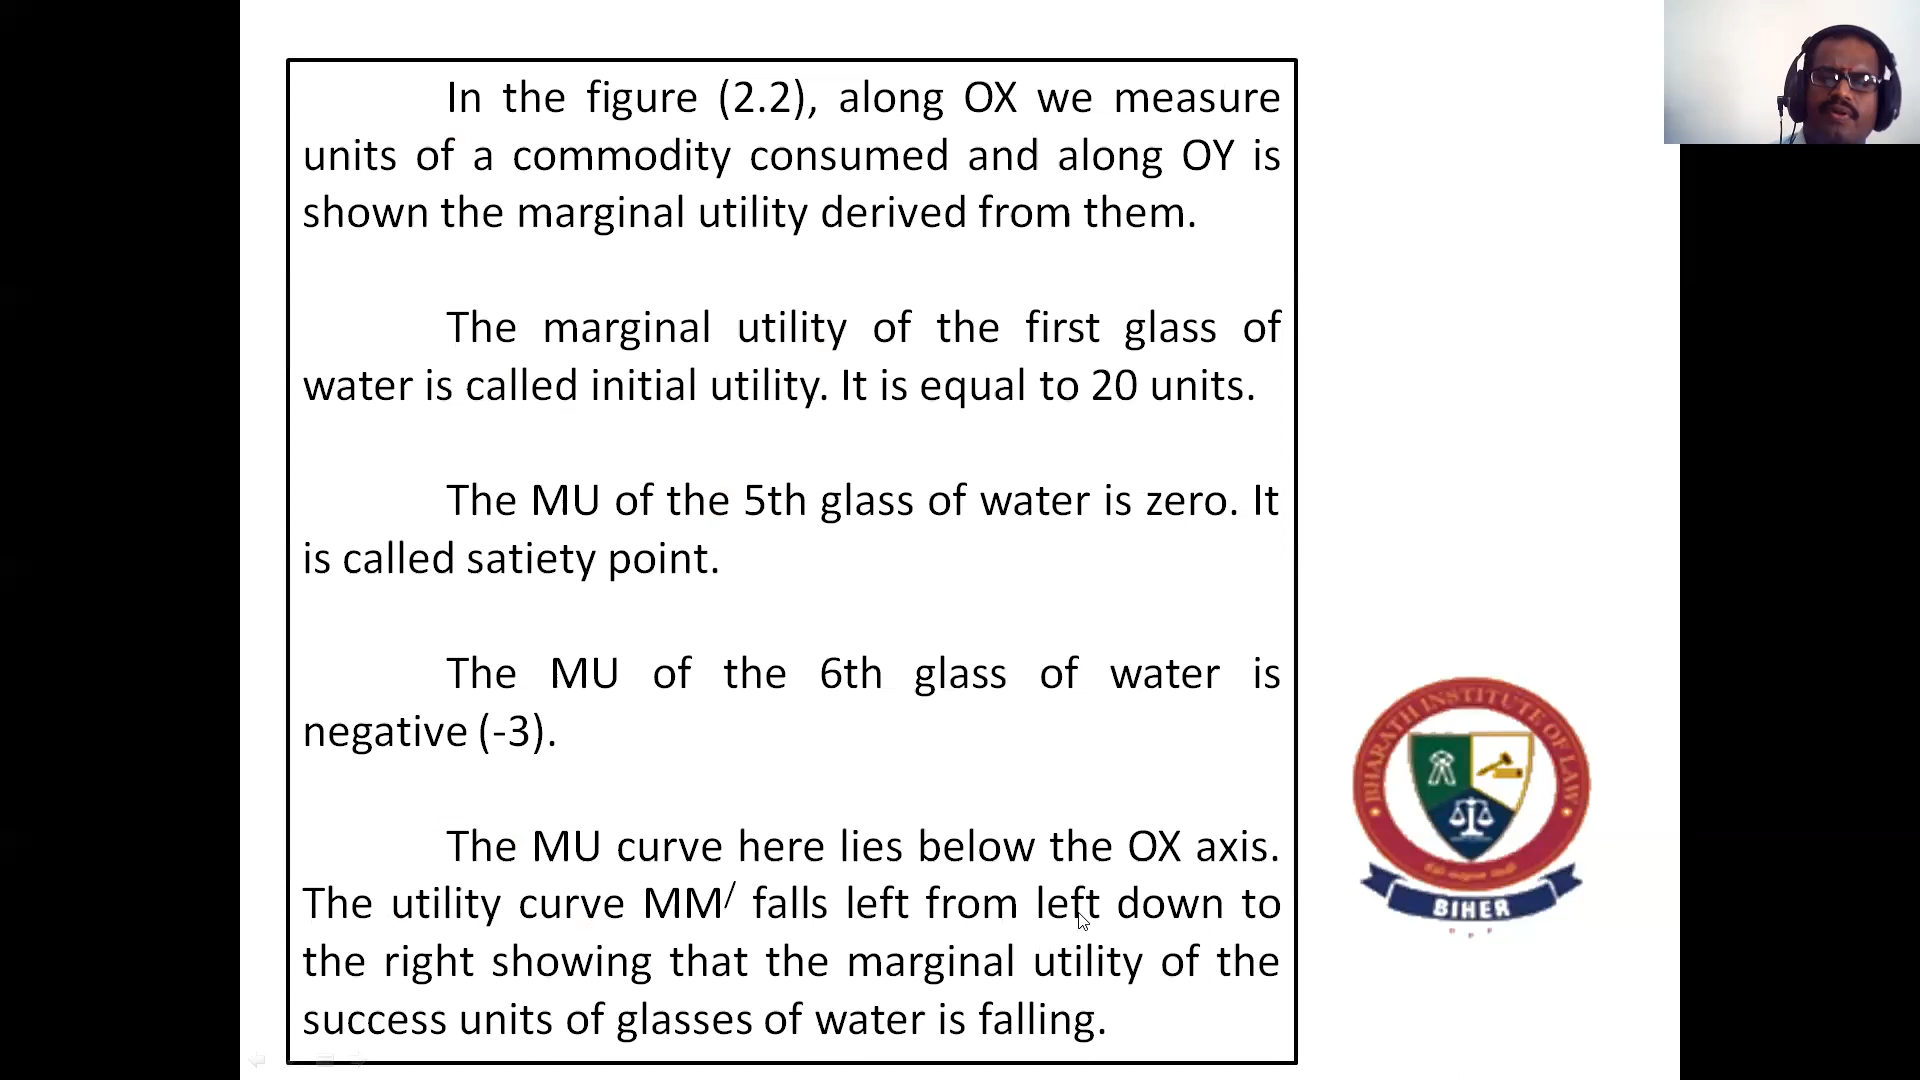 In the figure (2.2), along OX we measure
units of a commodity consumed and along OY is
shown the marginal utility derived from them.
The marginal utility of the first glass of
water is called initial utility. It is equal to 20 units.
The MU of the 5th glass of water is zero. It
is called satiety point.
The MU of the 6th glass of water is
negative (-3).
The MU curve here lies below the OX axis.
The utility curve MM/ falls left from left down to
the right showing that the marginal utility of the
success units of glasses of water is falling.
BHARATH INSTITUTE OF LAW
BIHER